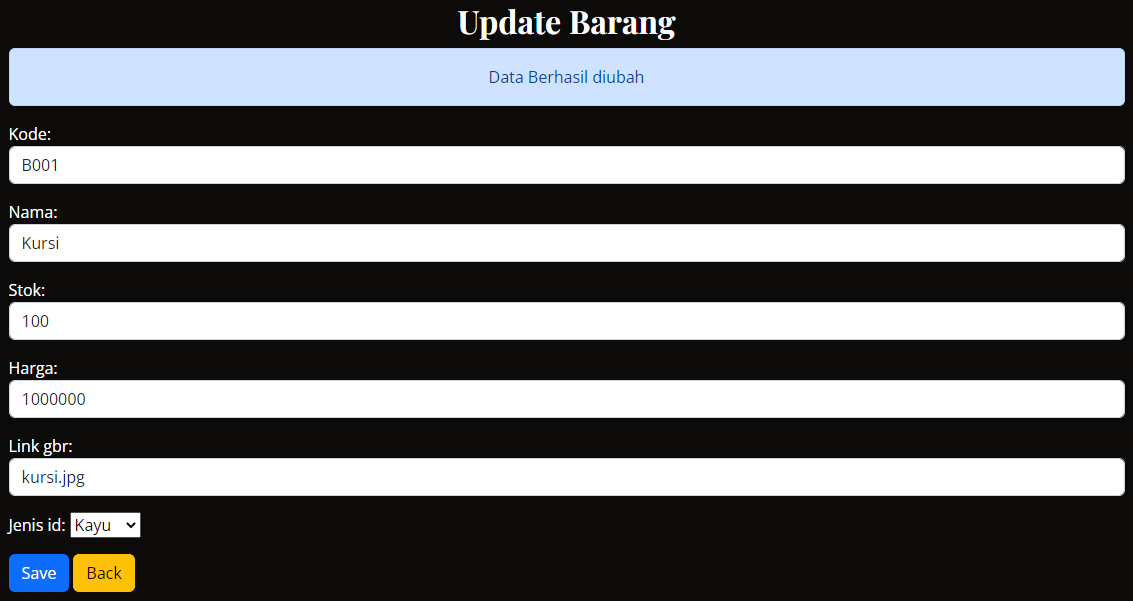 Update Barang
Data Berhasil diubah
Kode:
B001
Nama:
Kursi
Stok:
100
Harga:
1000000
Link gbr:
kursi.jpg
Jenis id: Kayu
Save Back